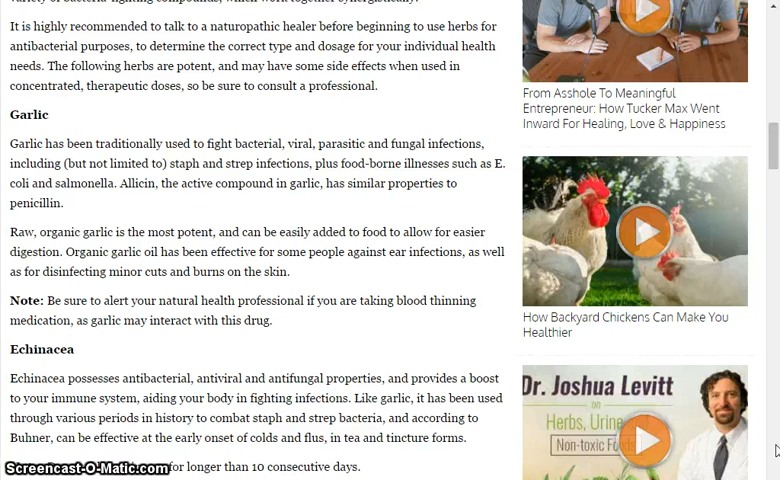 It is highly recommended to talk to a naturopathic healer before beginning to use herbs for
antibacterial purposes, to determine the correct type and dosage for your individual health
needs. The following herbs are potent, and may have some side effects when used in
concentrated, therapeutic doses, so be sure to consult a professional.
Garlic
Garlic has been traditionally used to fight bacterial, viral, parasitic and fungal infections,
including (but not limited to) staph and strep infections, plus food-borne illnesses such as E.
coli and salmonella. Allicin, the active compound in garlic, has similar properties to
penicillin.
Raw, organic garlic is the most potent, and can be easily added to food to allow for easier
digestion. Organic garlic oil has been effective for some people against ear infections, as well
as for disinfecting minor cuts and burns on the skin.
Note: Be sure to alert your natural health professional if you are taking blood thinning
medication, as garlic may interact with this drug.
Echinacea
Echinacea possesses antibacterial, antiviral and antifungal properties, and provides a boost
to your immune system, aiding your body in fighting infections. Like garlic, it has been used
through various periods in history to combat staph and strep bacteria, and according to
Buhner, can be effective at the early onset of colds and flus, in tea and tincture forms.
for longer than 10 consecutive days.
Screencast-O-Matic.com
From Asshole To Meaningful
Entrepreneur: How Tucker Max Went
Inward For Healing, Love & Happiness
How Backyard Chickens Can Make You
Healthier
Dr. Joshua Levitt
on
Herbs, Urine
Non-toxic